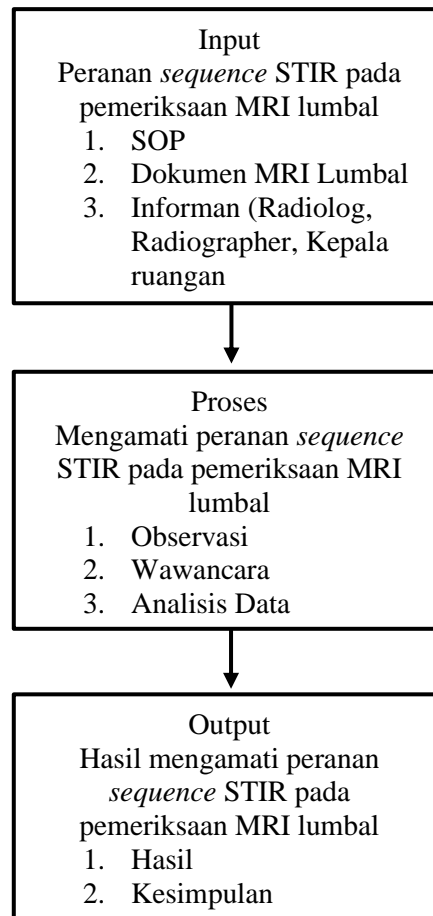 Input
Peranan sequence STIR pada
pemeriksaan MRI lumbal
1. SOP
2. Dokumen MRI Lumbal
3. Informan (Radiolog,
Radiographer, Kepala
ruangan
Proses
Mengamati peranan sequence
STIR pada pemeriksaan MRI
lumbal
1. Observasi
2. Wawancara
3. Analisis Data
Output
Hasil mengamati peranan
sequence STIR pada
pemeriksaan MRI lumbal
1. Hasil
2. Kesimpulan